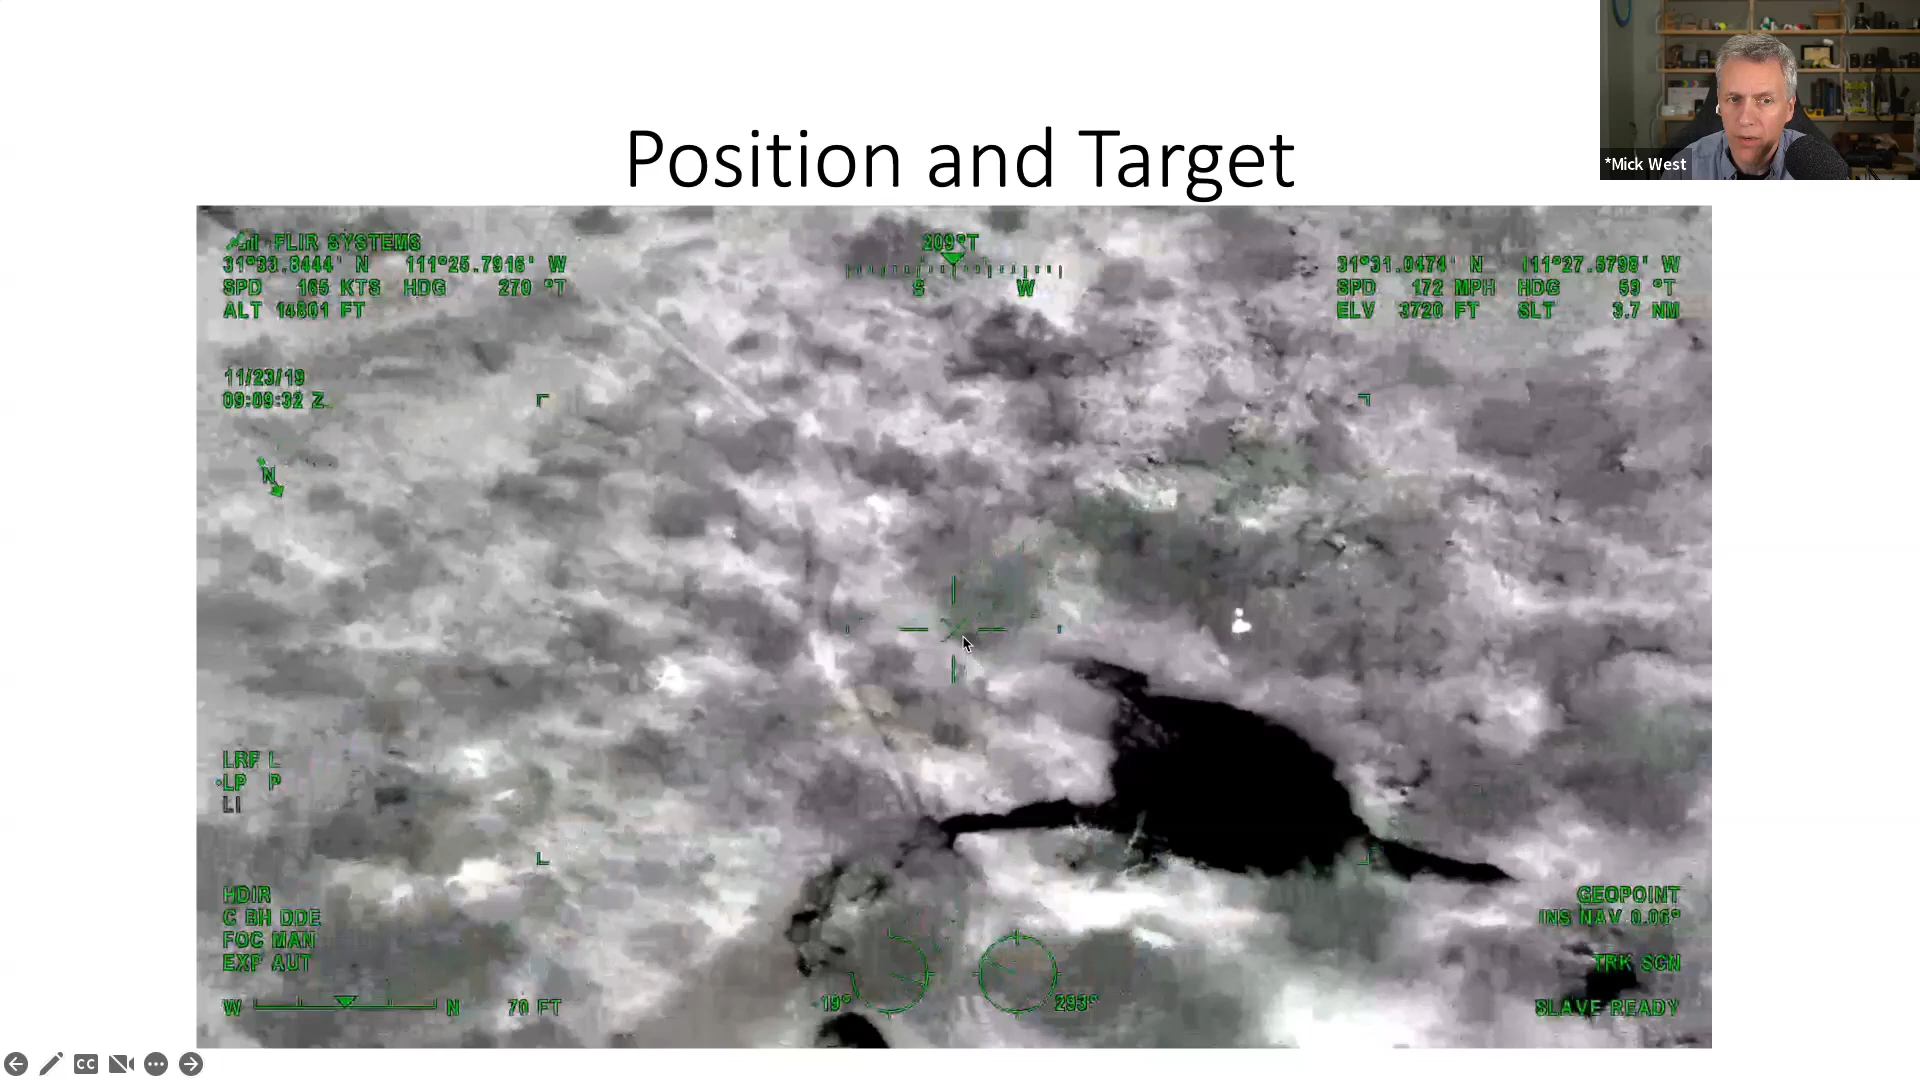 *Mick West
Position and Target
FLIR SYSTEMS
31°33.8444' N 111°25.7916' W
SPD 165 KTS HDG 270 °T
ALT 14801 FT
209°T
S W
31°31.0474' N 111°27.5798' W
SPD 172 MPH HDG 59 °T
ELV 3720 FT SLT 3.7 NM
11/23/19
09:09:32 Z
N
LRF L
LP P
LI
HDIR
C BH DDE
FOC MAN
EXP AUT
W N 70 FT
-19°
293°
GEOPOINT
INS NAV 0.06°
TRK SCN
SLAVE READY
CC